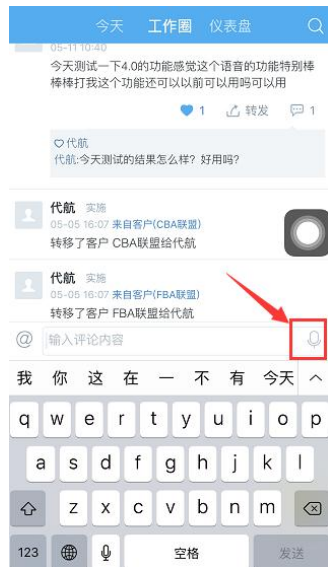 今天 工作圈 仪表盘
05-11 10:40
今天测试一下4.0的功能感觉这个语音的功能特别棒
棒棒打我这个功能还可以以前可以用吗可以用
1 转发 1
代航
代航:今天测试的结果怎么样？好用吗?
代航 实施
05-05 16:07 来自客户(CBA联盟)
转移了客户 CBA联盟给代航
代航 实施
05-05 16:07 来自客户(FBA联盟)
转移了客户 FBA联盟给代航
@ 输入评论内容
我 你 这 在 一 不 有 今天
q w e r t y u i o p
a s d f g h j k l
z x c v b n m
123 空格 发送